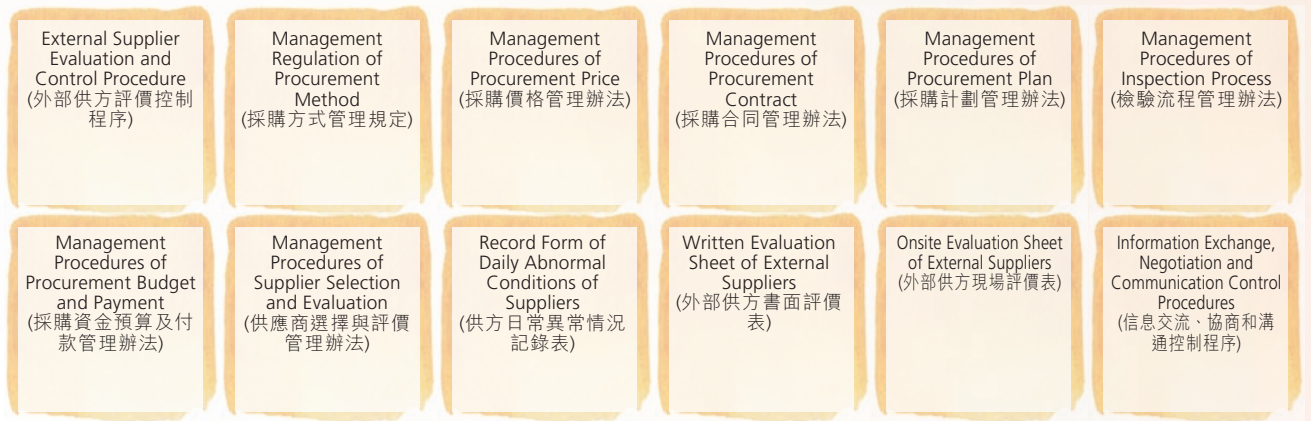 External Supplier
Evaluation and
Control Procedure
(外部供方評價控制
程序)
Management
Regulation of
Procurement
Method
(採購方式管理規定)
Management
Procedures of
Procurement Price
(採購價格管理辦法)
Management
Procedures of
Procurement
Contract
(採購合同管理辦法)
Management
Procedures of
Procurement Plan
(採購計劃管理辦法)
Management
Procedures of
Inspection Process
(檢驗流程管理辦法)
Management
Procedures of
Procurement Budget
and Payment
(採購資金預算及付
款管理辦法)
Management
Procedures of
Supplier Selection
and Evaluation
(供應商選擇與評價
管理辦法)
Record Form of
Daily Abnormal
Conditions of
Suppliers
(供方日常異常情況
記錄表)
Written Evaluation
Sheet of External
Suppliers
(外部供方書面評價
表)
Onsite Evaluation Sheet
of External Suppliers
(外部供方現場評價表)
Information Exchange,
Negotiation and
Communication Control
Procedures
(信息交流、協商和溝
通控制程序)